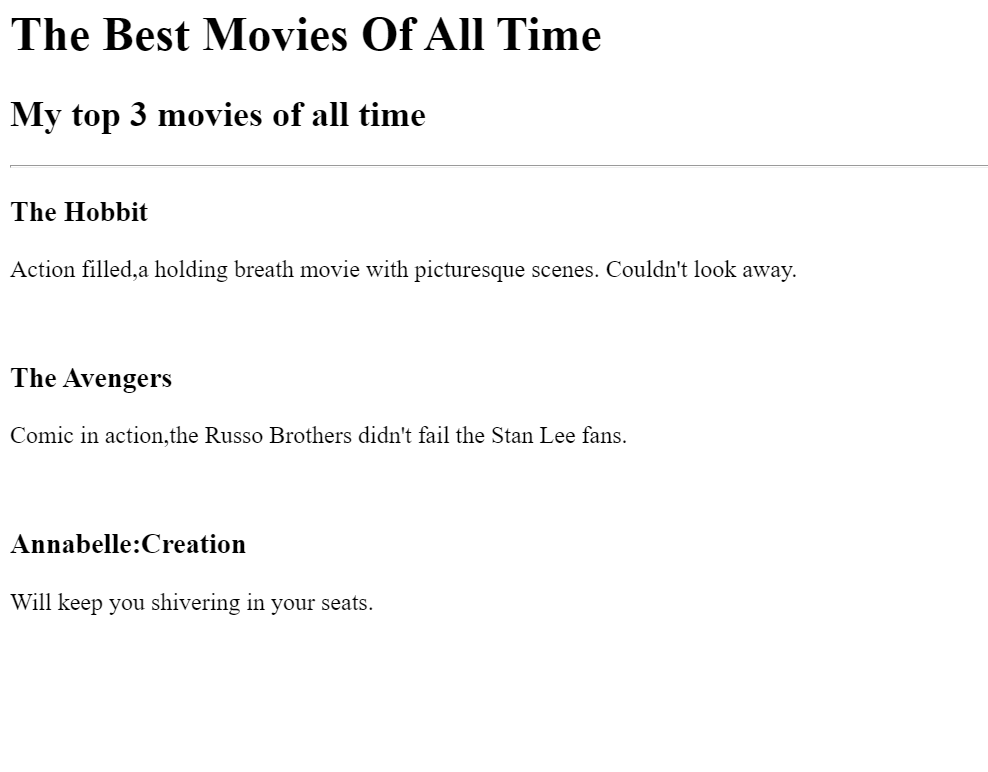 The Best Movies Of All Time
My top 3 movies of all time
The Hobbit
Action filled,a holding breath movie with picturesque scenes. Couldn't look away.
The Avengers
Comic in action,the Russo Brothers didn't fail the Stan Lee fans.
Annabelle:Creation
Will keep you shivering in your seats.